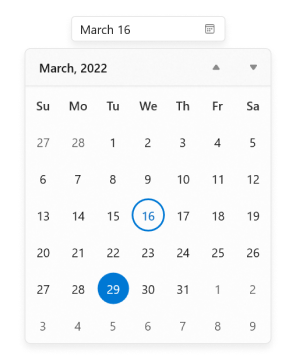 March 16
March, 2022
Su Mo Tu We Th Fr Sa
27 28 1 2 3 4 5
6 7 8 9 10 11 12
13 14 15 16 17 18 19
20 21 22 23 24 25 26
27 28 29 30 31 1 2
3 4 5 6 7 8 9